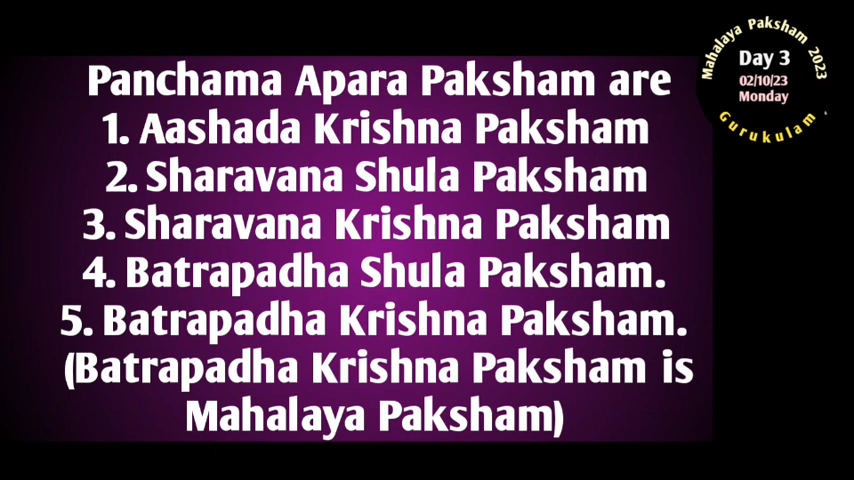 Panchama Apara Paksham are
1. Aashada Krishna Paksham
2. Sharavana Shula Paksham
3. Sharavana Krishna Paksham
4. Batrapadha Shula Paksham.
5. Batrapadha Krishna Paksham.
(Batrapadha Krishna Paksham is
Mahalaya Paksham)
Mahalaya Paksham 2023
Day 3
02/10/23
Monday
Gurukulam